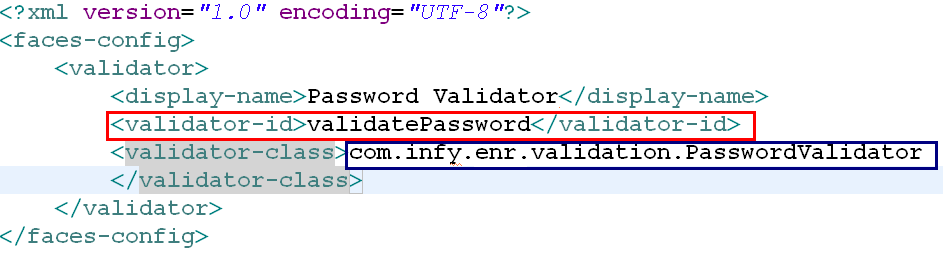 <?xml version="1.0" encoding="UTF-8"?>
<faces-config>
<validator>
<display-name>Password Validator</display-name>
<validator-id>validatePassword</validator-id>
<validator-class>com.infy.enr.validation.PasswordValidator
</validator-class>
</validator>
</faces-config>